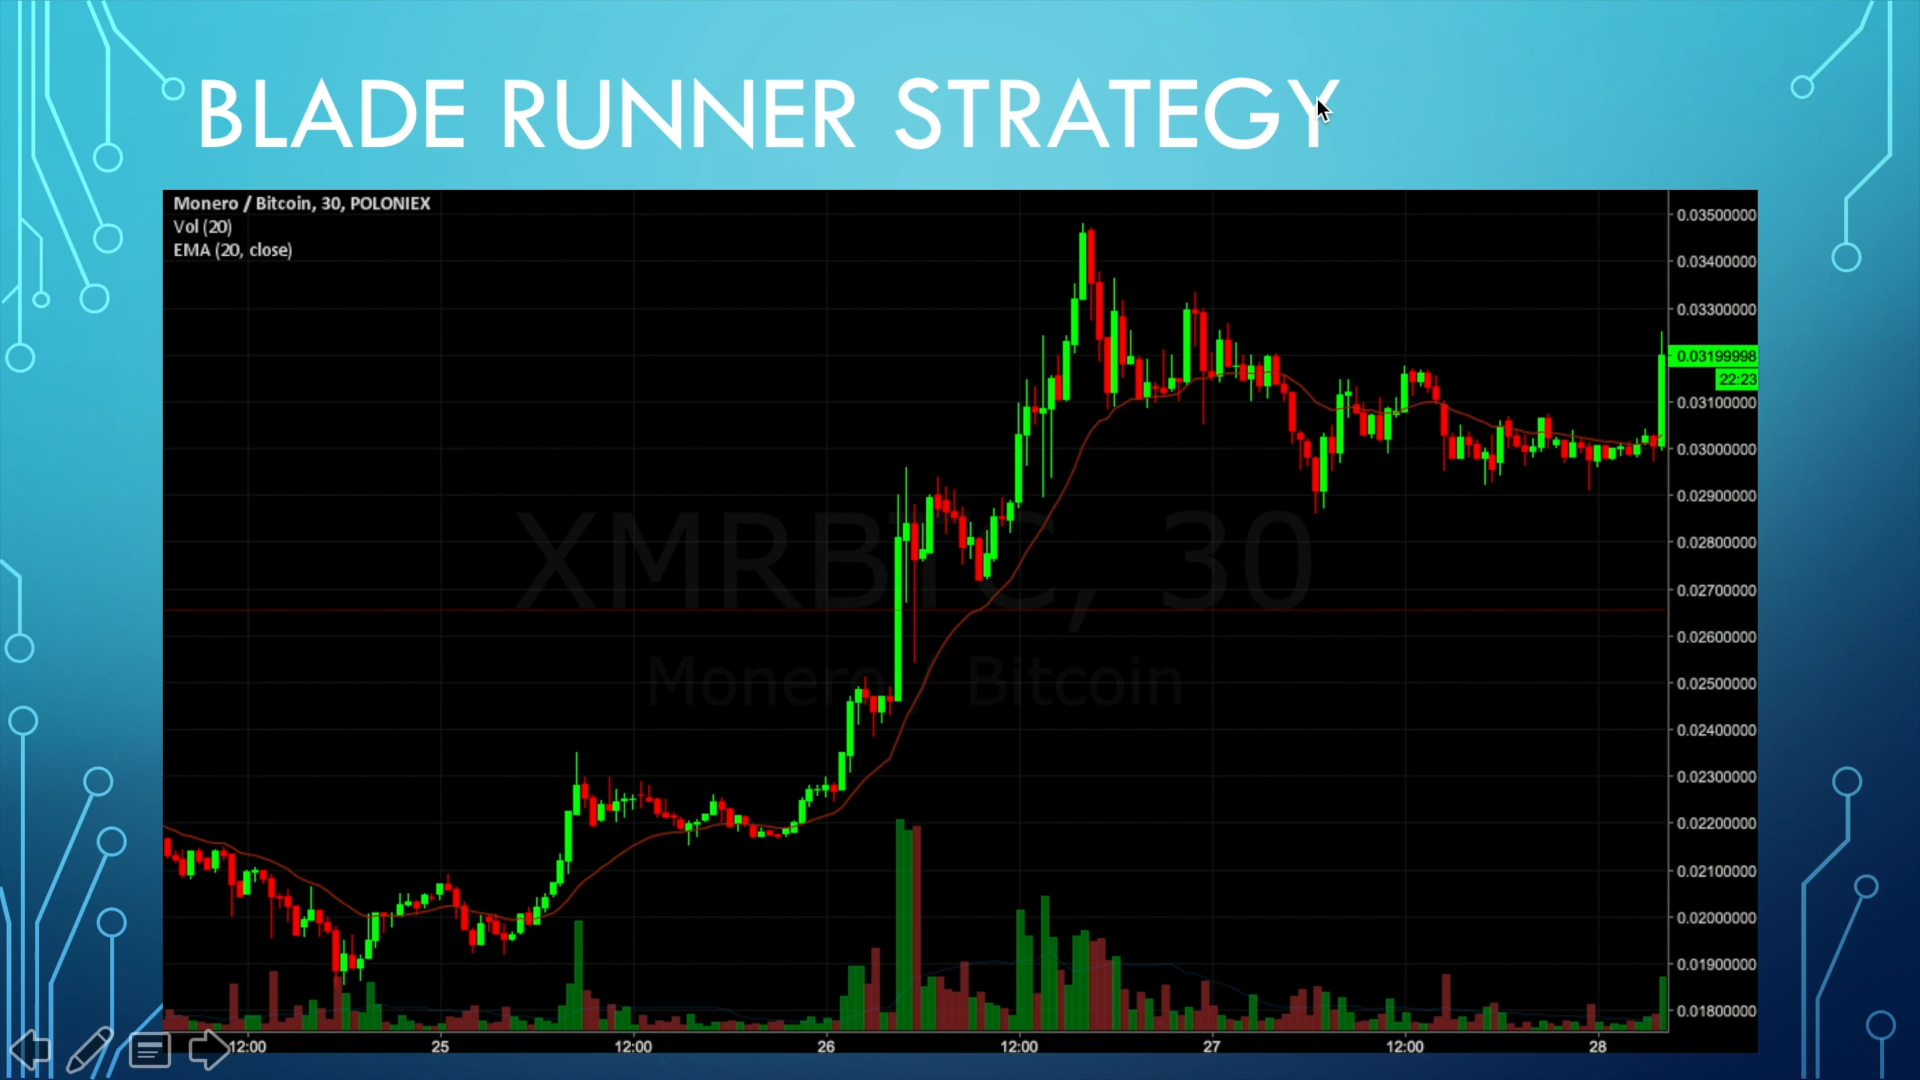 BLADE RUNNER STRATEGY
Monero / Bitcoin, 30, POLONIEX
Vol (20)
EMA (20, close)
XMRBTC, 30
Monero / Bitcoin
0.03500000
0.03400000
0.03300000
0.03199998
22:23
0.03100000
0.03000000
0.02900000
0.02800000
0.02700000
0.02600000
0.02500000
0.02400000
0.02300000
0.02200000
0.02100000
0.02000000
0.01900000
0.01800000
12:00 25 12:00 26 12:00 27 12:00 28